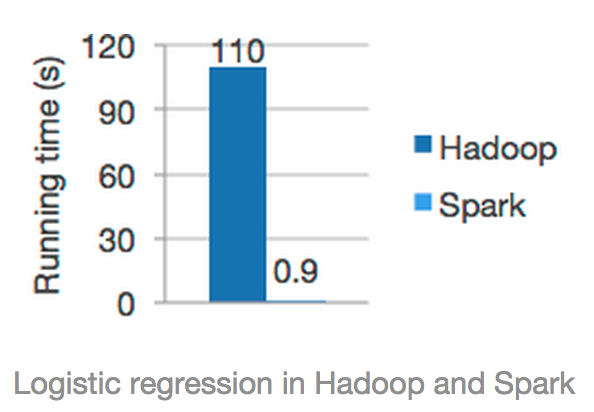 Running time (s)
120
90
60
30
0
110
0.9
Hadoop
Spark
Logistic regression in Hadoop and Spark